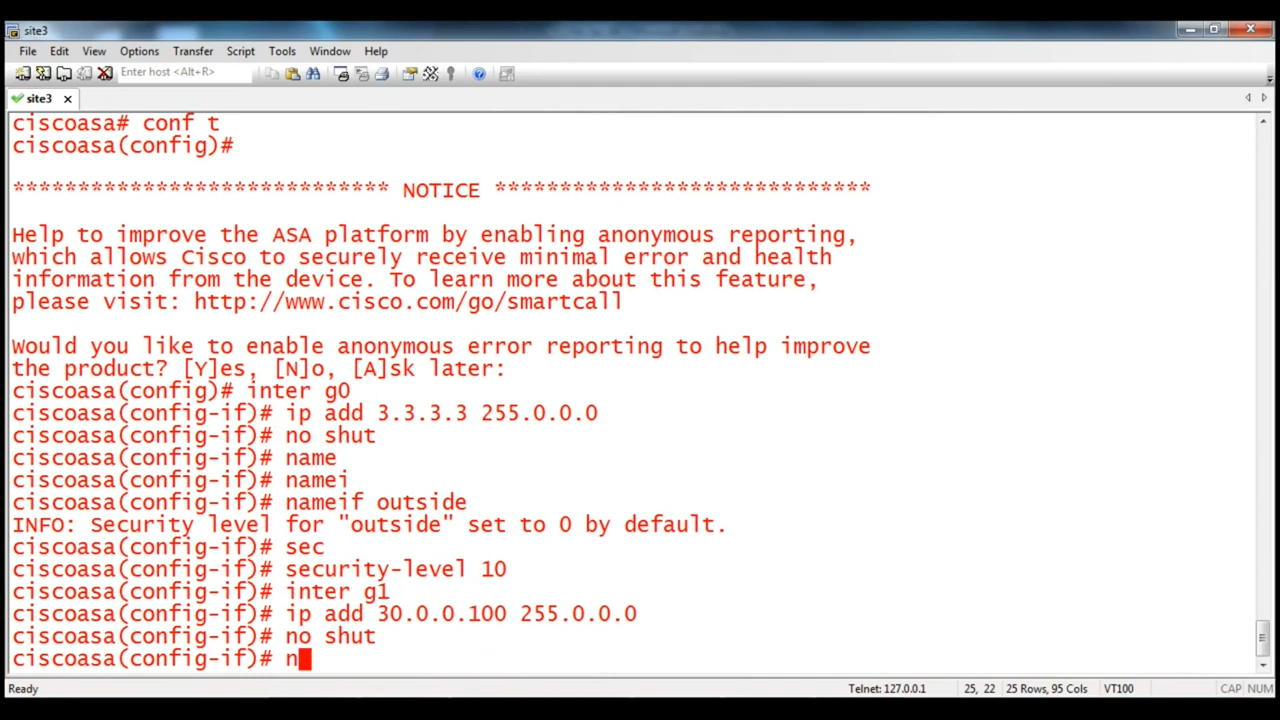 site3
File Edit View Options Transfer Script Tools Window Help
Enter host <Alt+R>
site3
ciscoasa# conf t
ciscoasa(config)#
****************************** NOTICE *****************************
Help to improve the ASA platform by enabling anonymous reporting,
which allows Cisco to securely receive minimal error and health
information from the device. To learn more about this feature,
please visit: http://www.cisco.com/go/smartcall
Would you like to enable anonymous error reporting to help improve
the product? [Y]es, [N]o, [A]sk later:
ciscoasa(config)# inter g0
ciscoasa(config-if)# ip add 3.3.3.3 255.0.0.0
ciscoasa(config-if)# no shut
ciscoasa(config-if)# name
ciscoasa(config-if)# namei
ciscoasa(config-if)# nameif outside
INFO: Security level for "outside" set to 0 by default.
ciscoasa(config-if)# sec
ciscoasa(config-if)# security-level 10
ciscoasa(config-if)# inter g1
ciscoasa(config-if)# ip add 30.0.0.100 255.0.0.0
ciscoasa(config-if)# no shut
ciscoasa(config-if)# n
Ready Telnet: 127.0.0.1 25, 22 25 Rows, 95 Cols VT100 CAP NUM